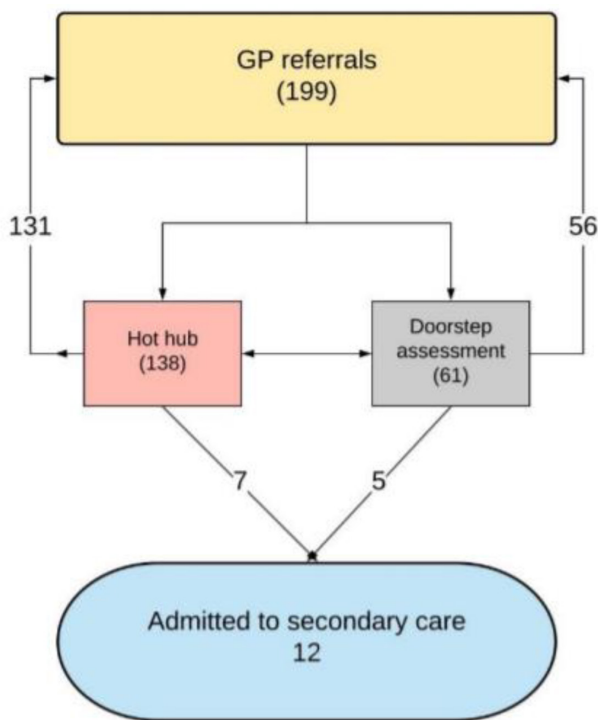 GP referrals
(199)
131
56
Hot hub
(138)
Doorstep
assessment
(61)
7
5
Admitted to secondary care
12